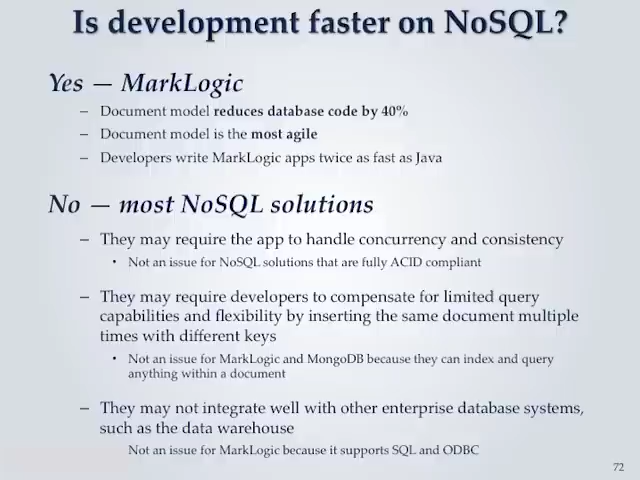 Is development faster on NoSQL?
Yes — MarkLogic
– Document model reduces database code by 40%
– Document model is the most agile
– Developers write MarkLogic apps twice as fast as Java
No — most NoSQL solutions
– They may require the app to handle concurrency and consistency
• Not an issue for NoSQL solutions that are fully ACID compliant
– They may require developers to compensate for limited query
capabilities and flexibility by inserting the same document multiple
times with different keys
• Not an issue for MarkLogic and MongoDB because they can index and query
anything within a document
– They may not integrate well with other enterprise database systems,
such as the data warehouse
Not an issue for MarkLogic because it supports SQL and ODBC
72